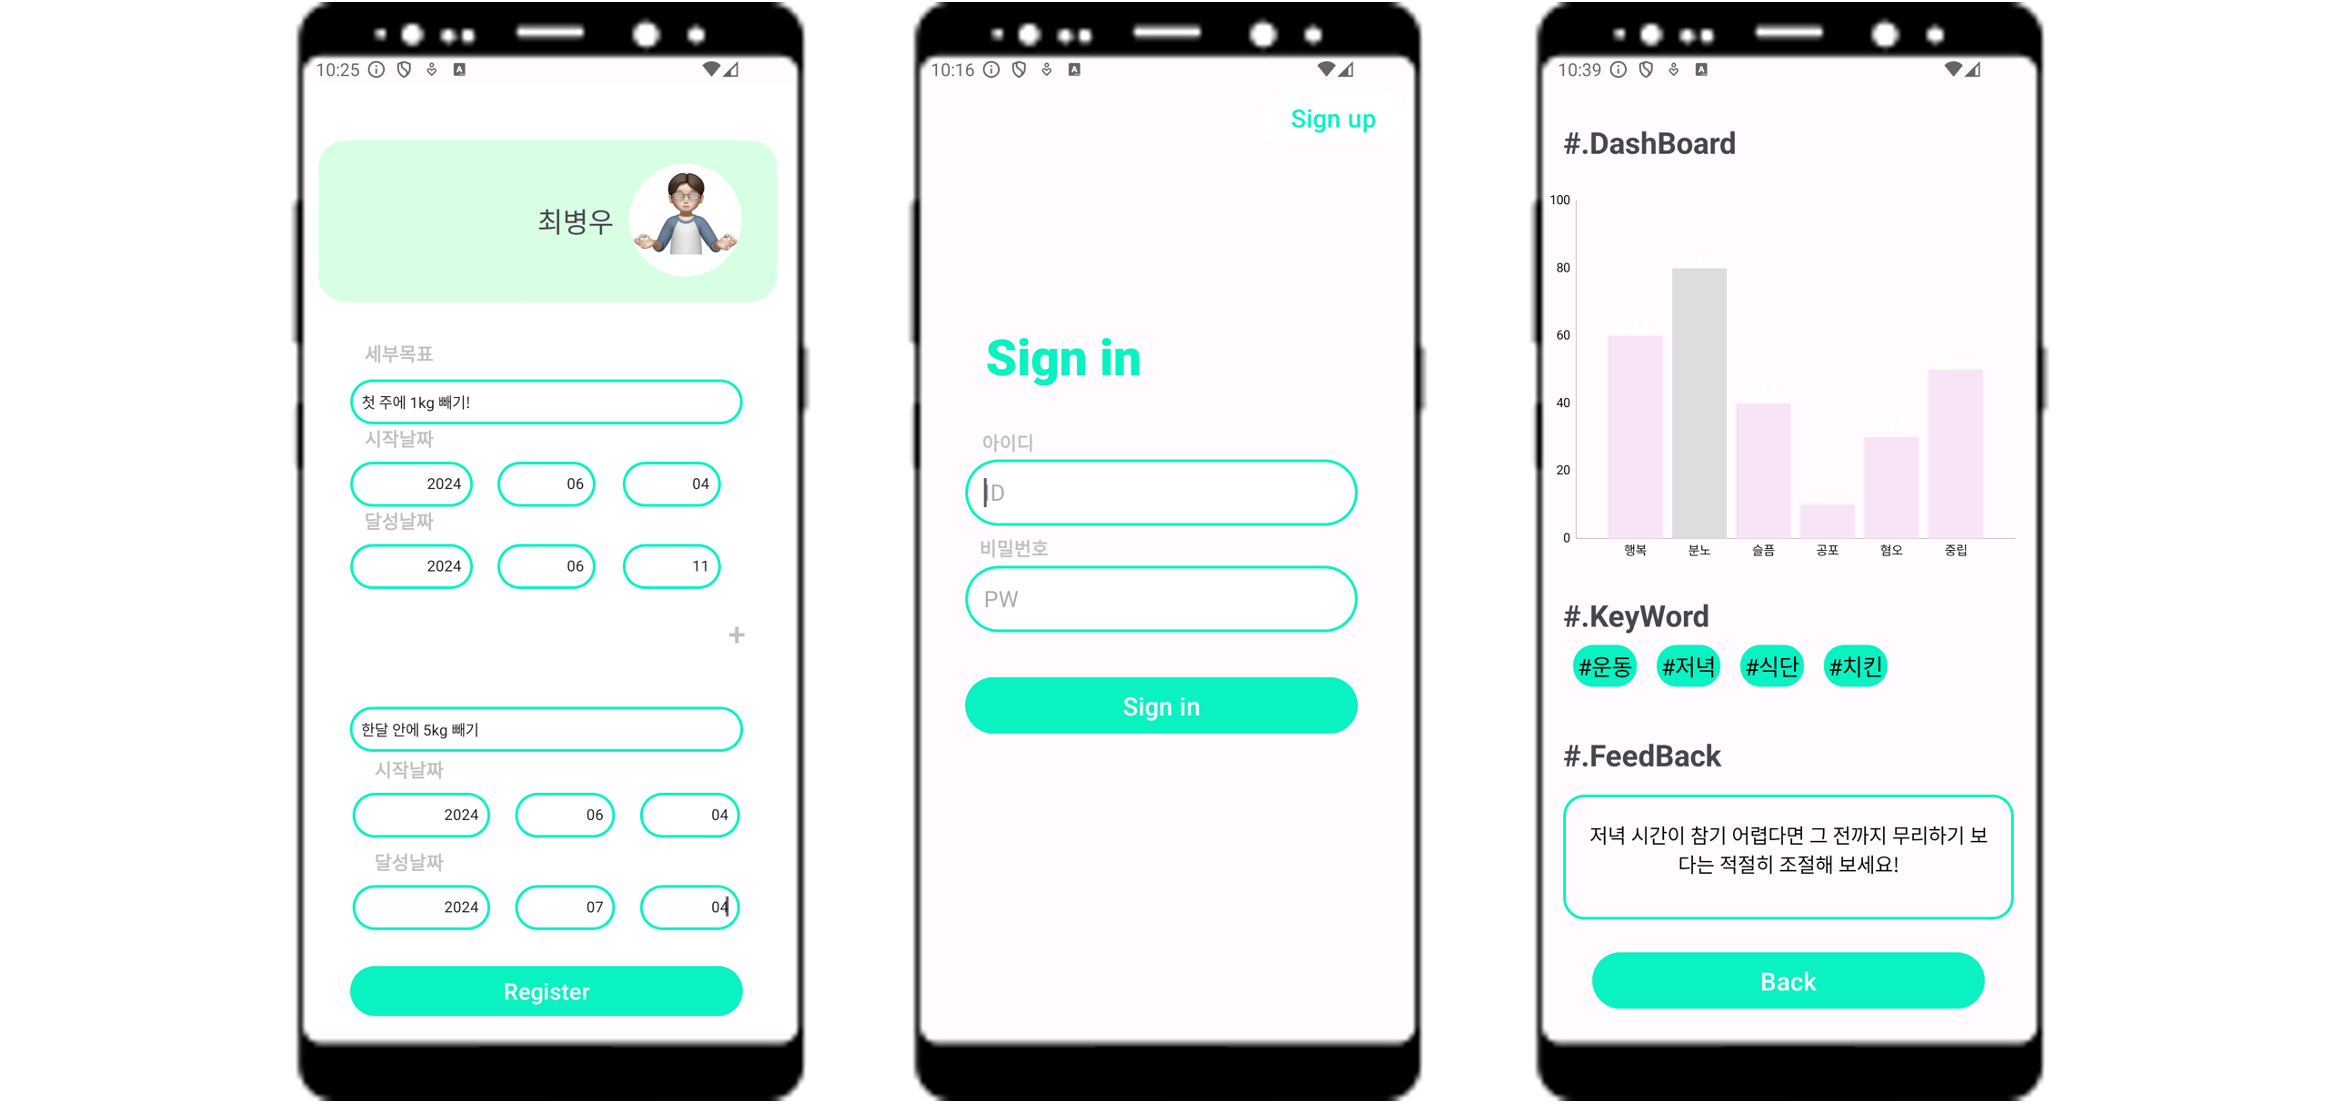 10:25
최병우
세부목표
첫 주에 1kg 빼기!
시작날짜
2024 06 04
달성날짜
2024 06 11
+
한달 안에 5kg 빼기
시작날짜
2024 06 04
달성날짜
2024 07 04
Register
10:16
Sign up
Sign in
아이디
ID
비밀번호
PW
Sign in
10:39
#.DashBoard
100
80
60
40
20
0
행복 분노 슬픔 공포 혐오 중립
#.KeyWord
#운동 #저녁 #식단 #치킨
#.FeedBack
저녁 시간이 참기 어렵다면 그 전까지 무리하기 보
다는 적절히 조절해 보세요!
Back